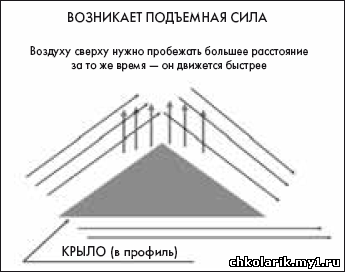 ВОЗНИКАЕТ ПОДЪЕМНАЯ СИЛА
Воздуху сверху нужно пробежать большее расстояние
за то же время — он движется быстрее
КРЫЛО (в профиль)
chkolarik.my1.ru